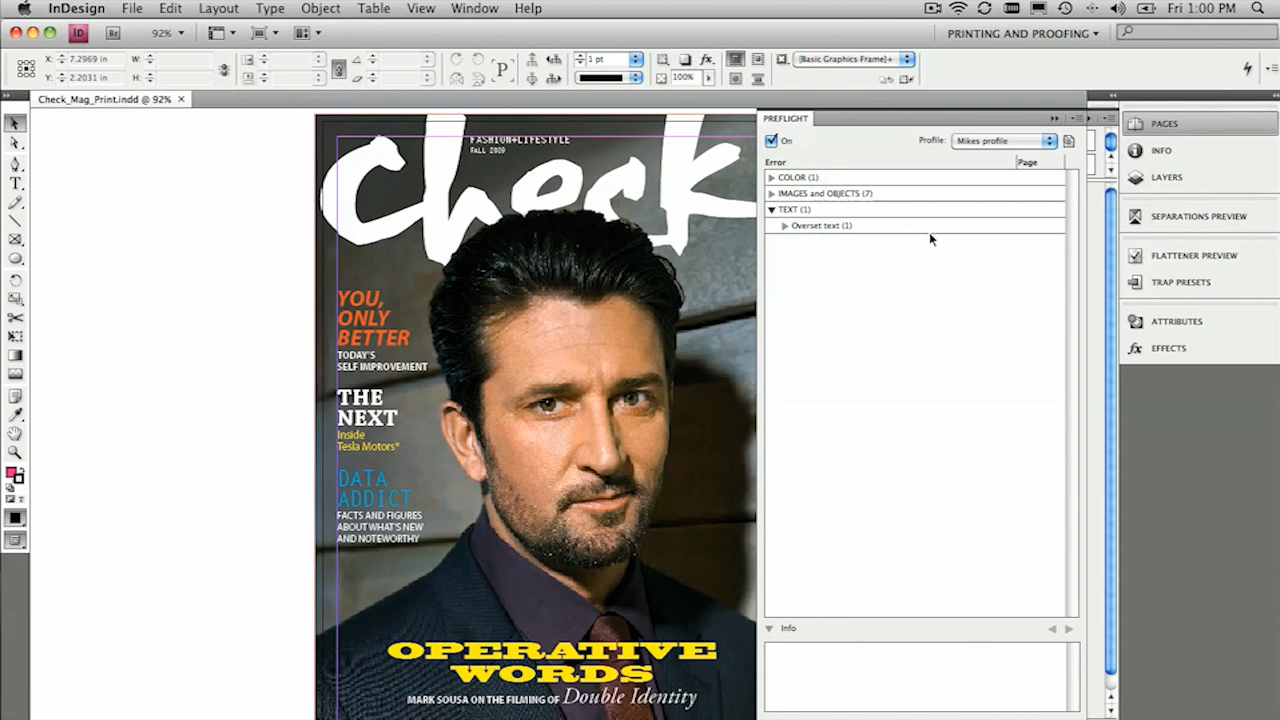 InDesign File Edit Layout Type Object Table View Window Help Fri 1:00 PM
ID Br 92% PRINTING AND PROOFING
X: 7.2969 in W: 1 pt [Basic Graphics Frame]+
Y: 2.2031 in H: 100%
Check_Mag_Print.indd @ 92%
PREFLIGHT
On Profile: Mikes profile
Error Page
COLOR (1)
IMAGES and OBJECTS (7)
TEXT (1)
Overset text (1)
Info
PAGES
INFO
LAYERS
SEPARATIONS PREVIEW
FLATTENER PREVIEW
TRAP PRESETS
ATTRIBUTES
EFFECTS
FASHION+LIFESTYLE
FALL 2009
Check
YOU,
ONLY
BETTER
TODAY'S
SELF IMPROVEMENT
THE
NEXT
Inside
Tesla Motors*
DATA
ADDICT
FACTS AND FIGURES
ABOUT WHAT'S NEW
AND NOTEWORTHY
OPERATIVE
WORDS
MARK SOUSA ON THE FILMING OF Double Identity